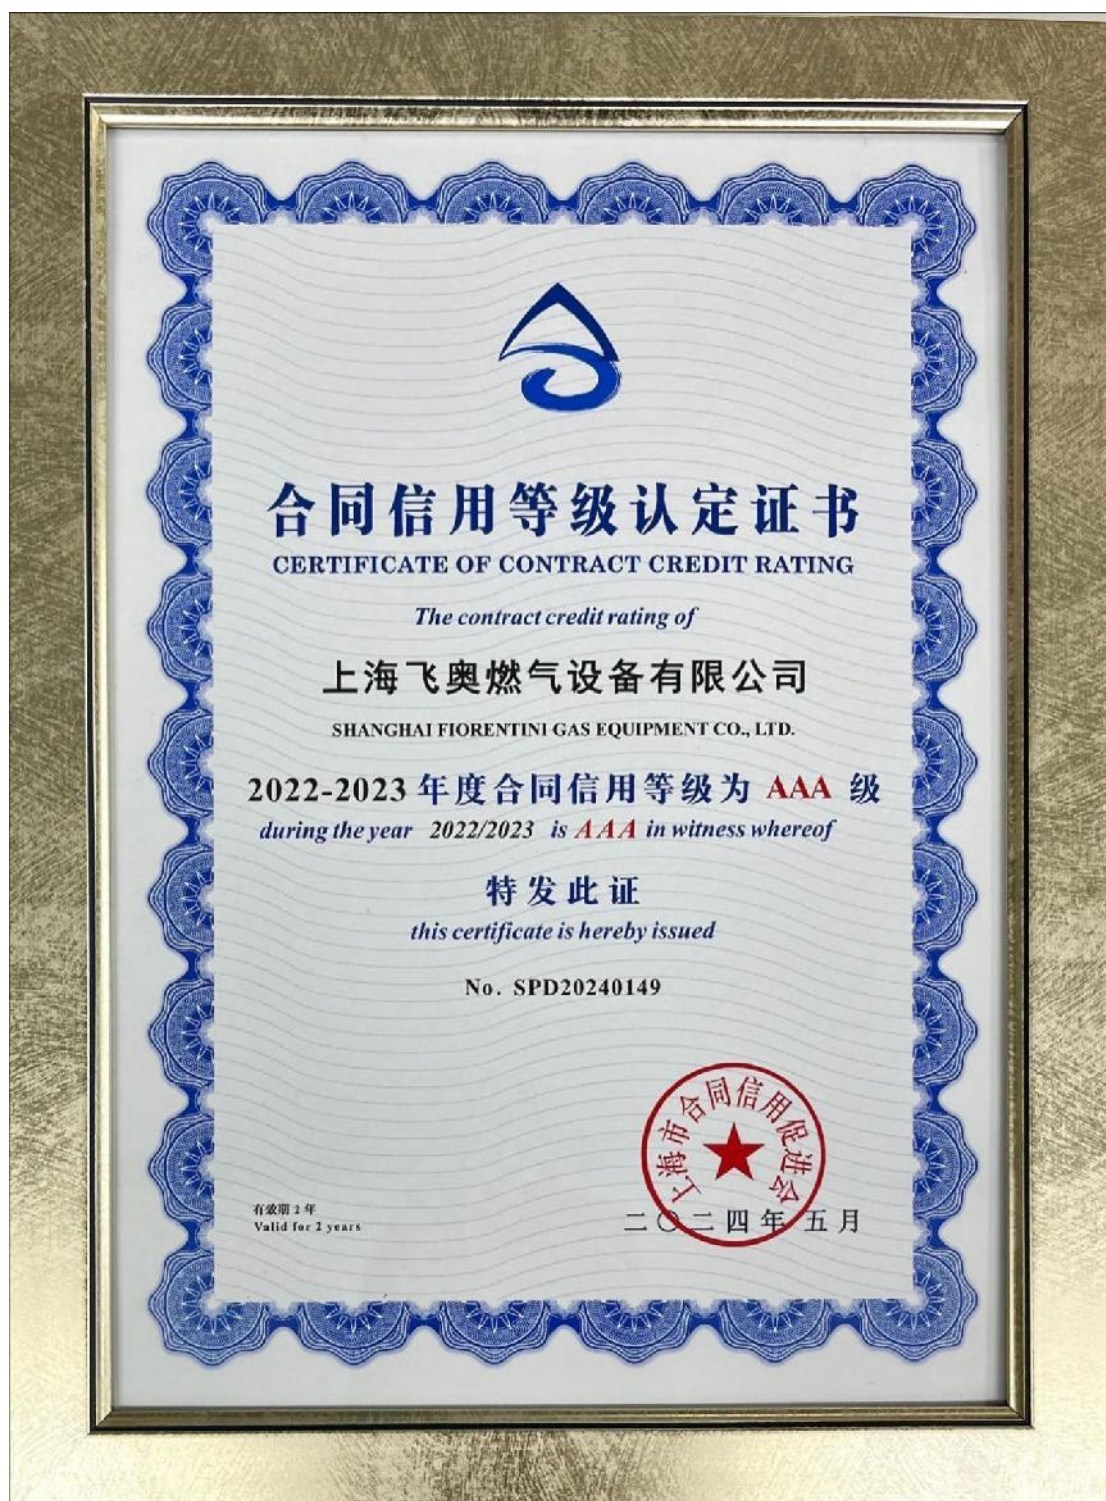 合同信用等级认定证书
CERTIFICATE OF CONTRACT CREDIT RATING
The contract credit rating of
上海飞奥燃气设备有限公司
SHANGHAI FIORENTINI GAS EQUIPMENT CO., LTD.
2022-2023 年度合同信用等级为 AAA 级
during the year 2022/2023 is AAA in witness whereof
特发此证
this certificate is hereby issued
No. SPD20240149
上海市合同信用促进会
有效期 2 年
Valid for 2 years
二〇二四年五月